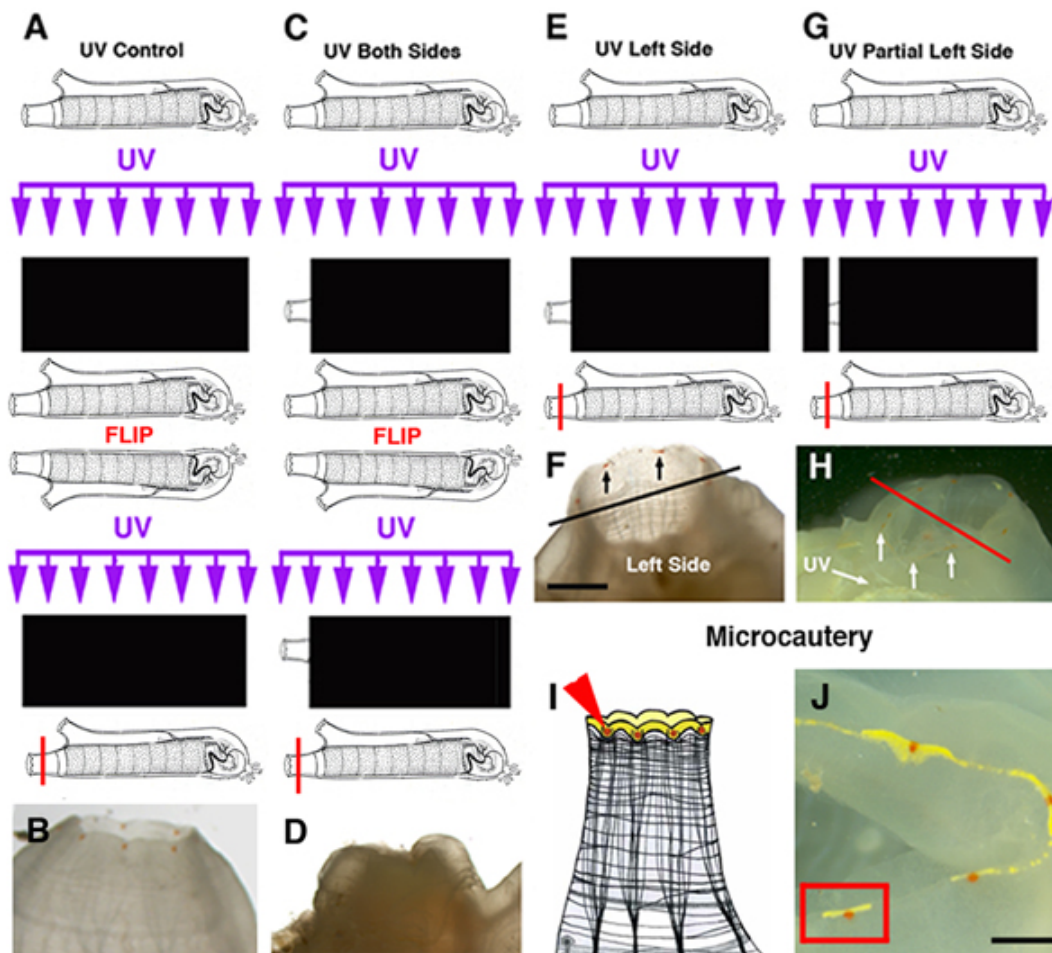 A
UV Control
UV
FLIP
UV
B
C
UV Both Sides
UV
FLIP
UV
D
E
UV Left Side
UV
F
Left Side
G
UV Partial Left Side
UV
H
UV
Microcautery
I
J